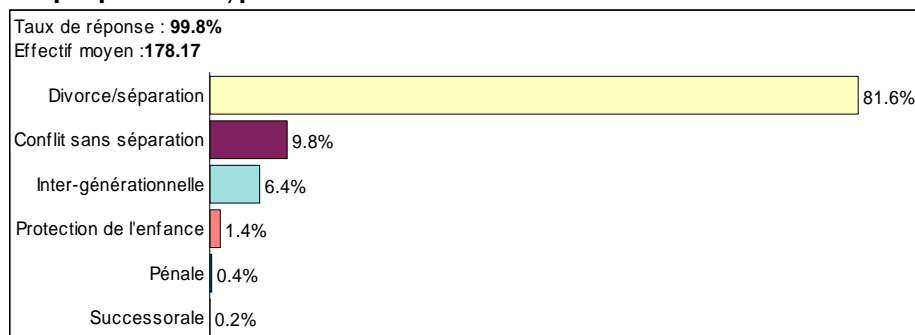 Taux de réponse : 99.8%
Effectif moyen :178.17
Divorce/séparation 81.6%
Conflit sans séparation 9.8%
Inter-générationnelle 6.4%
Protection de l'enfance 1.4%
Pénale 0.4%
Successorale 0.2%